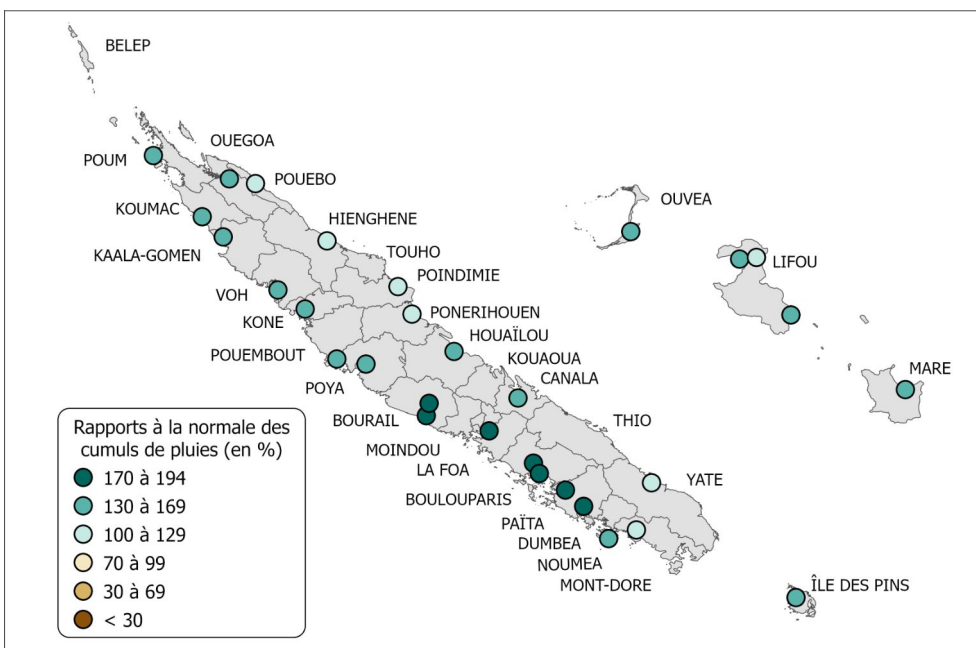 BELEP
OUEGOA
POUM
POUEBO
OUVEA
KOUMAC
HIENGHENE
KAALA-GOMEN
TOUHO
LIFOU
POINDIMIE
VOH
PONERIHOUEN
KONE
HOUAÏLOU
POUEMBOUT
KOUAOUA
MARE
CANALA
POYA
BOURAIL
THIO
MOINDOU
LA FOA
YATE
BOULOUPARIS
PAÏTA
DUMBEA
NOUMEA
MONT-DORE
ÎLE DES PINS
Rapports à la normale des
cumuls de pluies (en %)
170 à 194
130 à 169
100 à 129
70 à 99
30 à 69
< 30